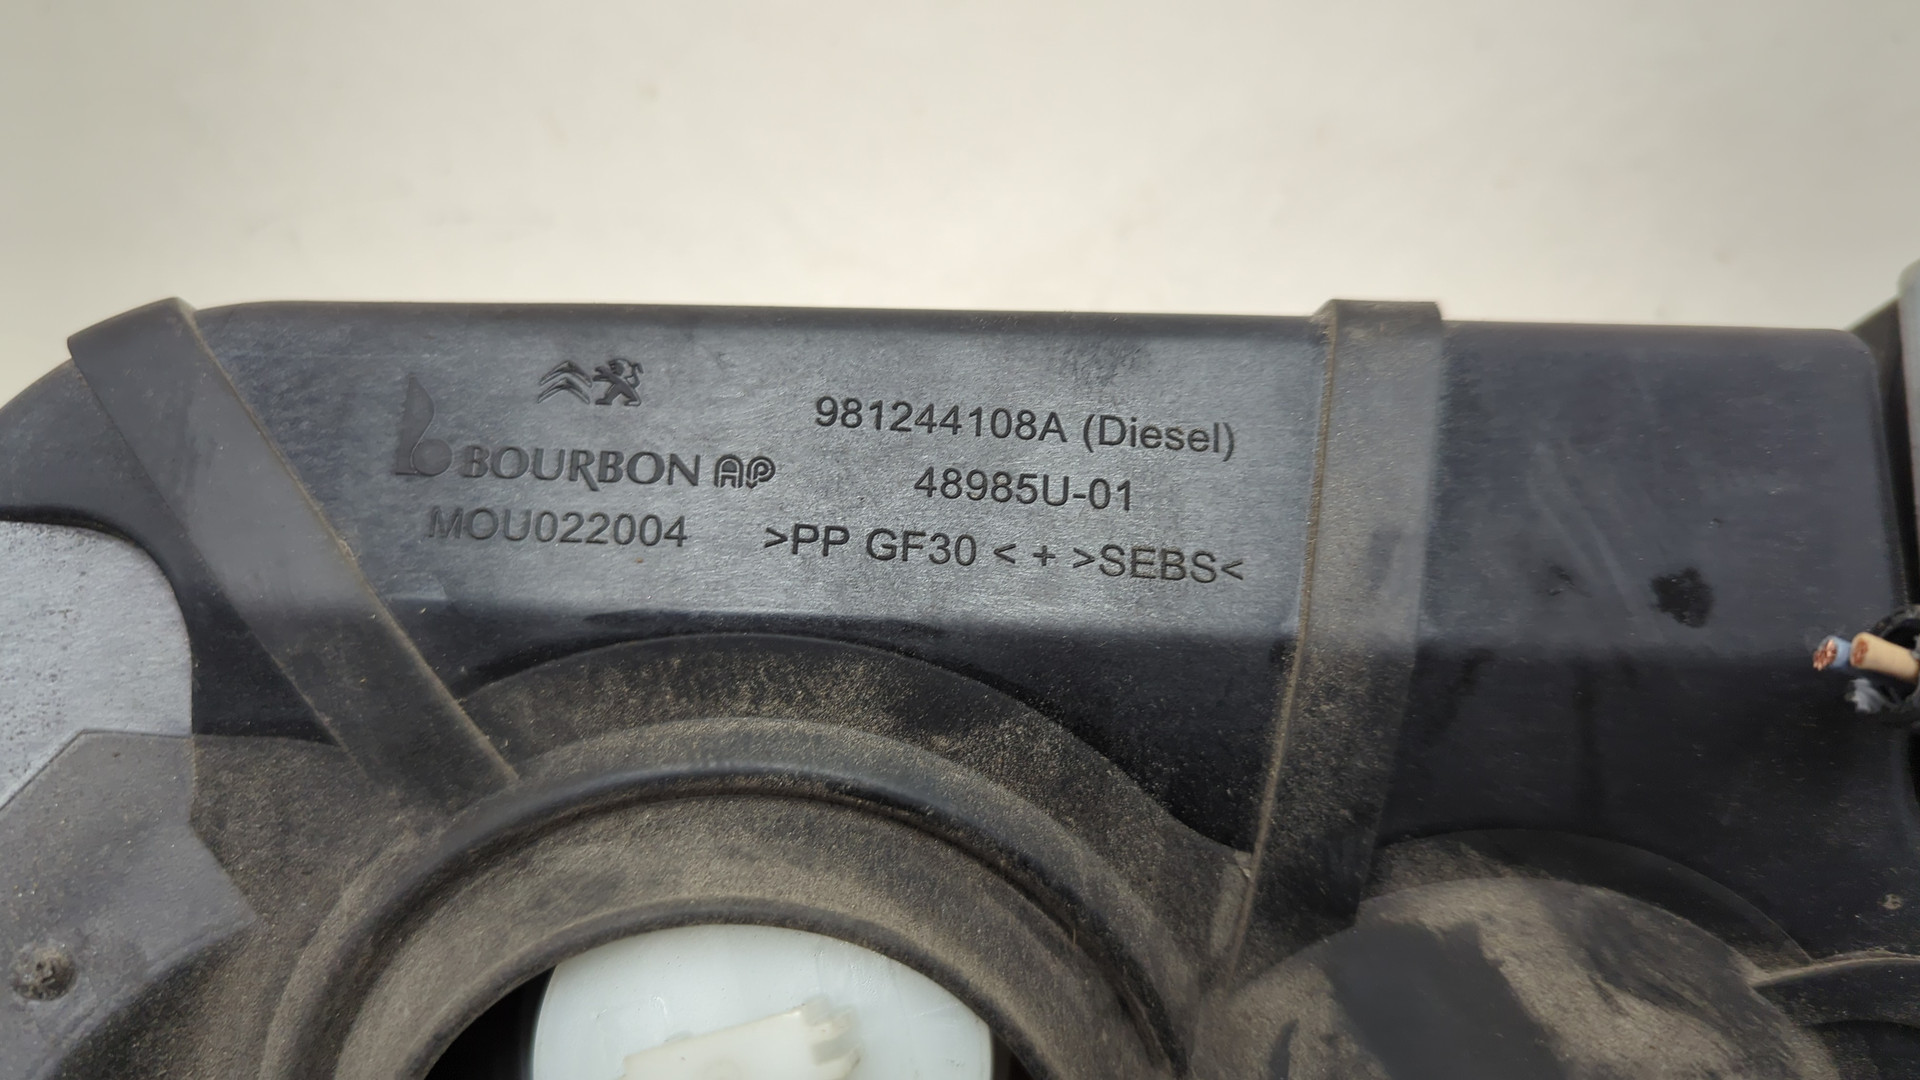 981244108A (Diesel)
BOURBON AP
48985U-01
MOU022004
>PP GF30 < + >SEBS<